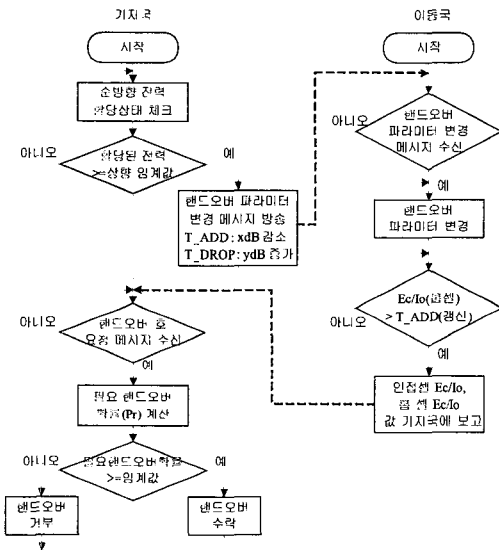 기지국
시작
순방향 전력
할당상태 체크
아니오
할당된 전력
>=상향 임계값
예
핸드오버 파라미터
변경 메시지 방송
T_ADD: xdB 감소
T_DROP: ydB 증가
아니오
핸드오버 호
요청 메시지 수신
예
필요 핸드오버
확률(Pr) 계산
아니오
필요핸드오버확률
>=임계값
예
핸드오버
거부
핸드오버
수락
이동국
시작
아니오
핸드오버
파라미터 변경
메시지 수신
예
핸드오버
파라미터 변경
아니오
Ec/Io(홈셀)
> T_ADD(갱신)
예
인접셀 Ec/Io,
홈 셀 Ec/Io
값 기지국에 보고